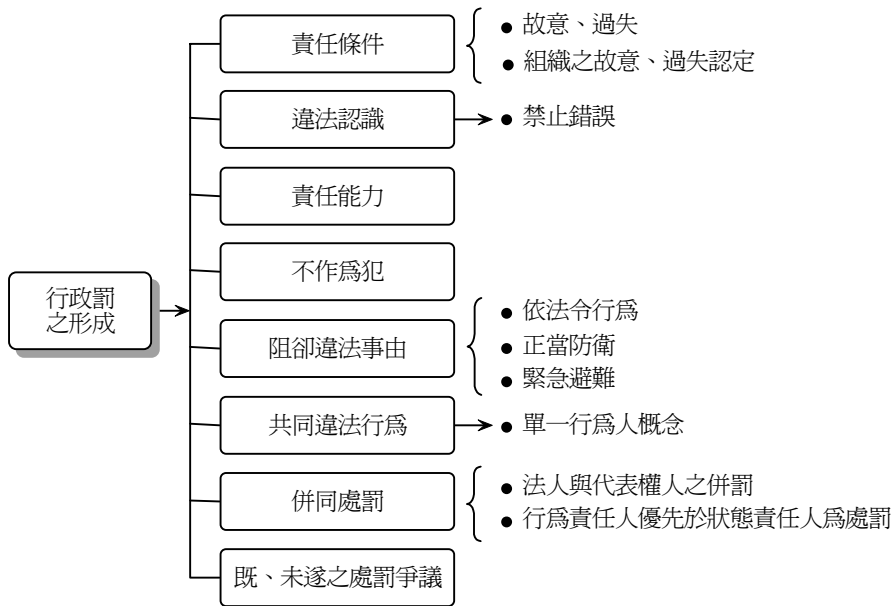 責任條件
● 故意、過失
● 組織之故意、過失認定
違法認識
● 禁止錯誤
責任能力
不作爲犯
行政罰
之形成
阻卻違法事由
● 依法令行爲
● 正當防衛
● 緊急避難
共同違法行爲
● 單一行爲人概念
併同處罰
● 法人與代表權人之併罰
● 行爲責任人優先於狀態責任人爲處罰
既、未遂之處罰爭議